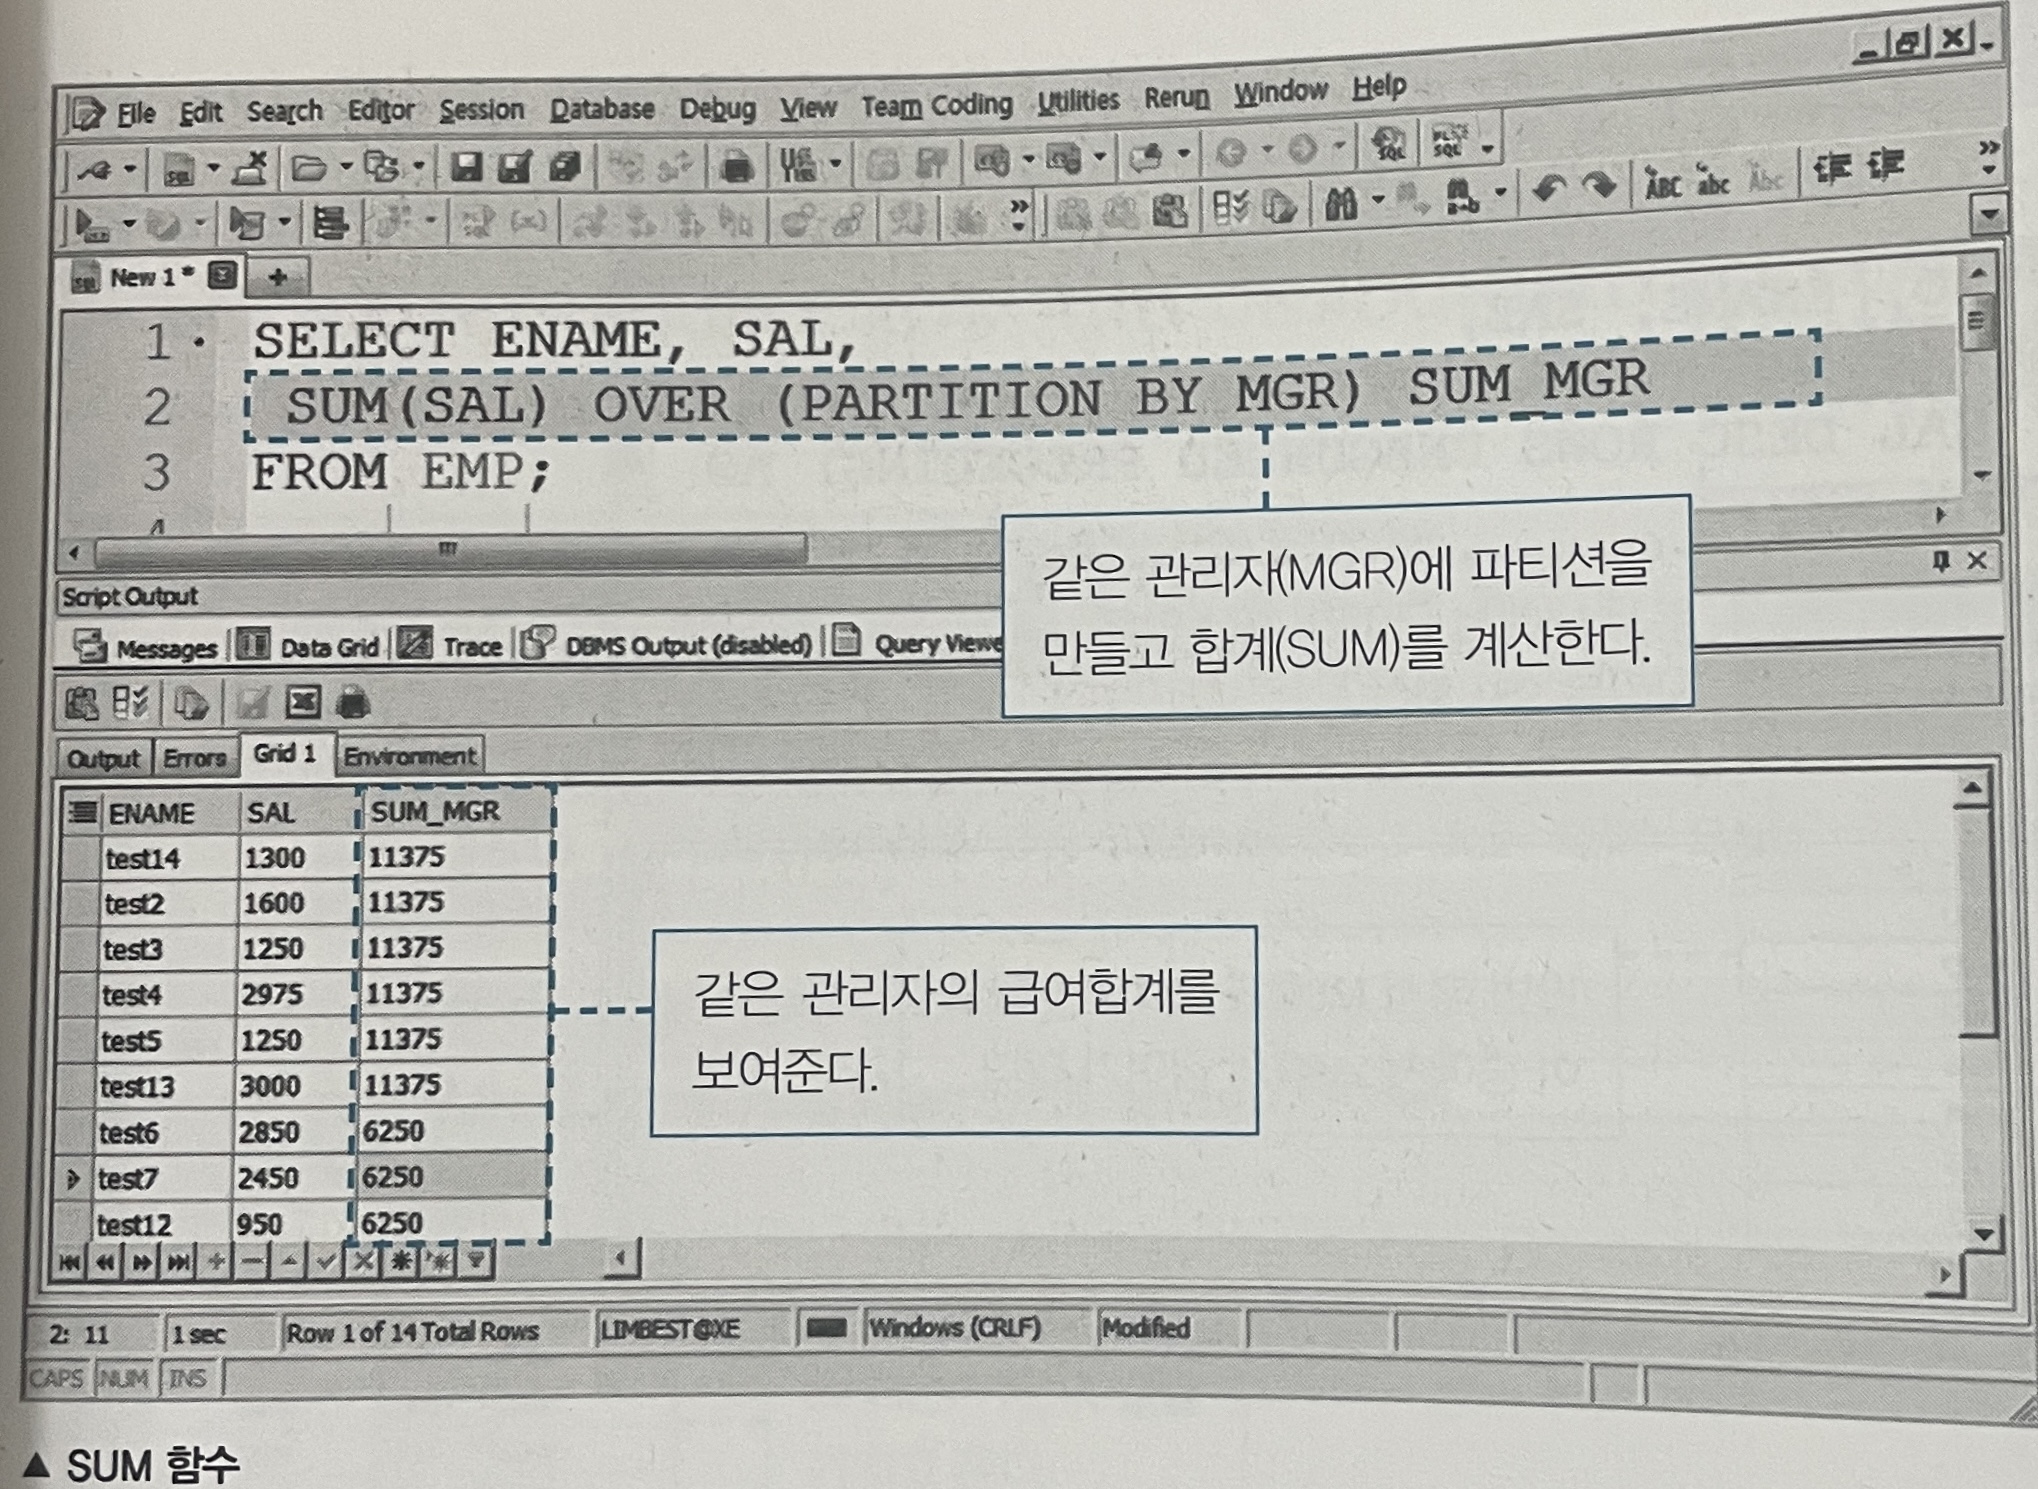 File Edit Search Editor Session Database Debug View Team Coding Utilities Rerun Window Help
New 1 *
1 SELECT ENAME, SAL,
2 SUM(SAL) OVER (PARTITION BY MGR) SUM_MGR
3 FROM EMP;
4
같은 관리자(MGR)에 파티션을
만들고 합계(SUM)를 계산한다.
Script Output
Messages Data Grid Trace DBMS Output (disabled) Query Viewe
Output Errors Grid 1 Environment
ENAME SAL SUM_MGR
test14 1300 11375
test2 1600 11375
test3 1250 11375
test4 2975 11375
test5 1250 11375
test13 3000 11375
test6 2850 6250
test7 2450 6250
test12 950 6250
같은 관리자의 급여합계를
보여준다.
2: 11 1 sec Row 1 of 14 Total Rows LIMBEST@XE Windows (CRLF) Modified
CAPS NUM INS
▲ SUM 함수